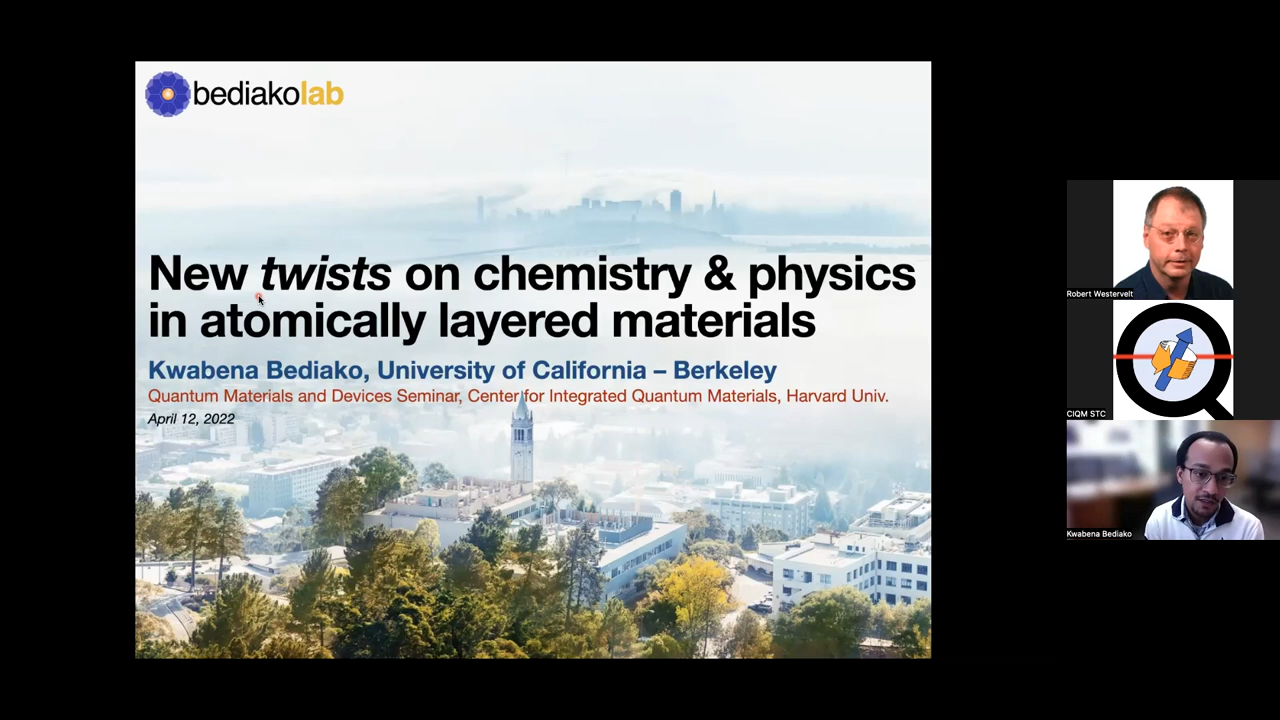 bediakolab
New twists on chemistry & physics
in atomically layered materials
Kwabena Bediako, University of California – Berkeley
Quantum Materials and Devices Seminar, Center for Integrated Quantum Materials, Harvard Univ.
April 12, 2022
Robert Westervelt
CIQM STC
Kwabena Bediako